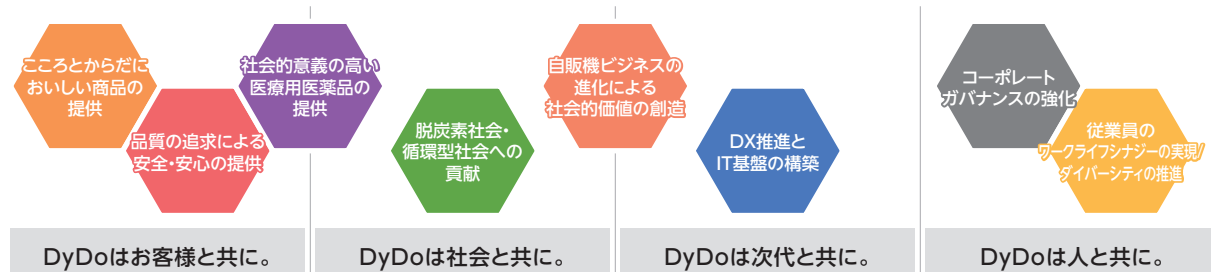 こころとからだに
おいしい商品の
提供
品質の追求による
安全・安心の提供
社会的意義の高い
医療用医薬品の
提供
脱炭素社会・
循環型社会への
貢献
自販機ビジネスの
進化による
社会的価値の創造
DX推進と
IT基盤の構築
コーポレート
ガバナンスの強化
従業員の
ワークライフシナジーの実現/
ダイバーシティの推進
DyDoはお客様と共に。
DyDoは社会と共に。
DyDoは次代と共に。
DyDoは人と共に。